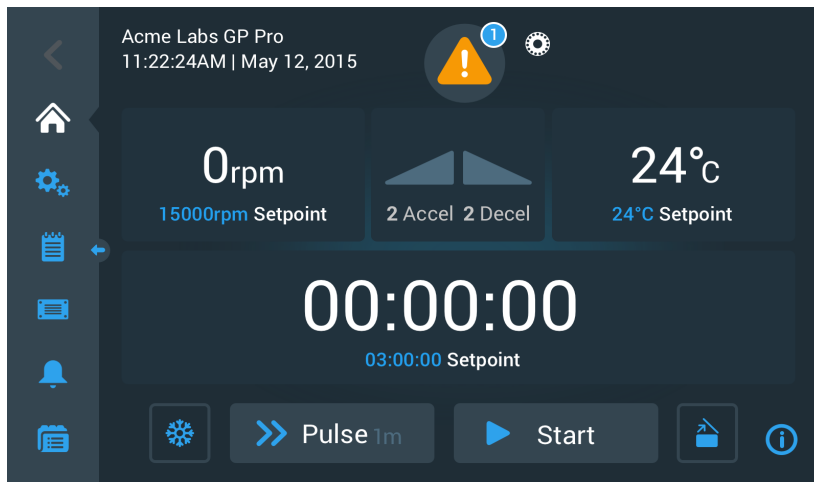 Acme Labs GP Pro
11:22:24AM | May 12, 2015
1
0rpm
15000rpm Setpoint
2 Accel 2 Decel
24°C
24°C Setpoint
00:00:00
03:00:00 Setpoint
Pulse 1m
Start